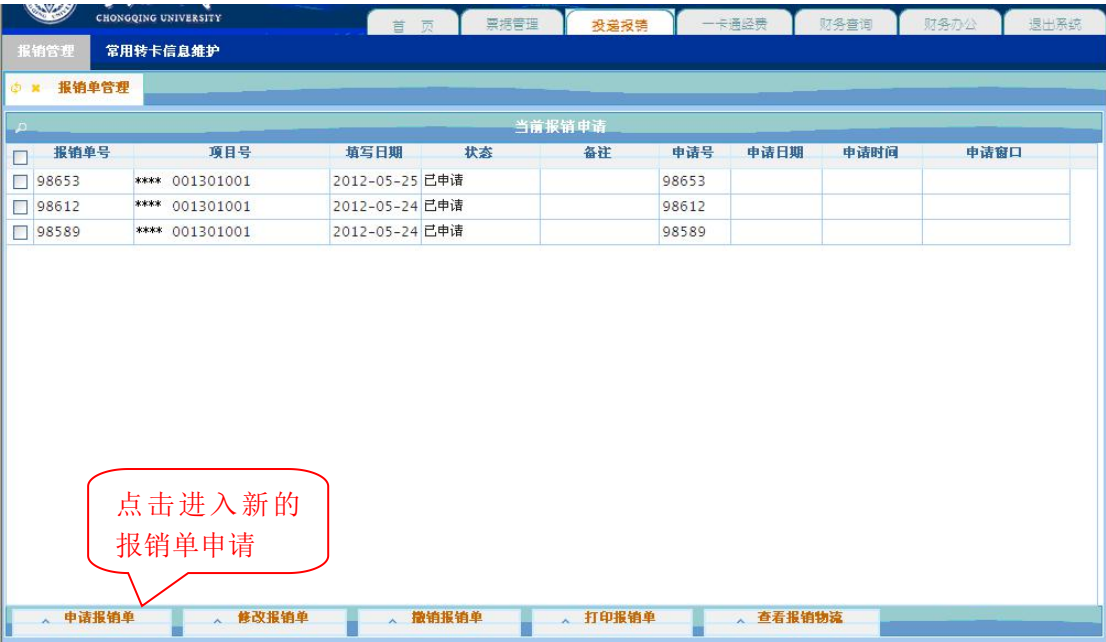 CHONGQING UNIVERSITY
首 页 票据管理 投递报销 一卡通经费 财务查询 财务办公 退出系统
报销管理 常用转卡信息维护
报销单管理
当前报销申请
报销单号 项目号 填写日期 状态 备注 申请号 申请日期 申请时间 申请窗口
98653 **** 001301001 2012-05-25 已申请 98653
98612 **** 001301001 2012-05-24 已申请 98612
98589 **** 001301001 2012-05-24 已申请 98589
点击进入新的
报销单申请
申请报销单 修改报销单 撤销报销单 打印报销单 查看报销物流